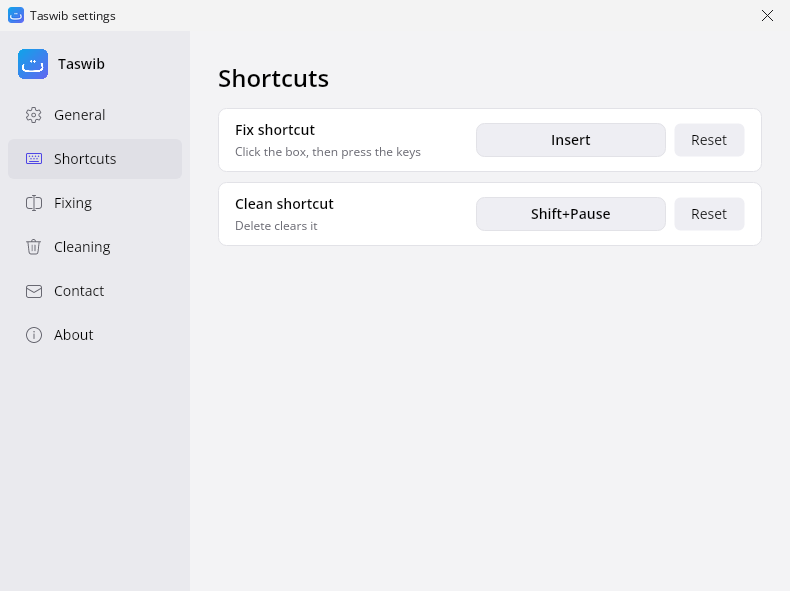 Taswib settings
Taswib
General
Shortcuts
Fixing
Cleaning
Contact
About
Shortcuts
Fix shortcut
Click the box, then press the keys
Insert
Reset
Clean shortcut
Delete clears it
Shift+Pause
Reset